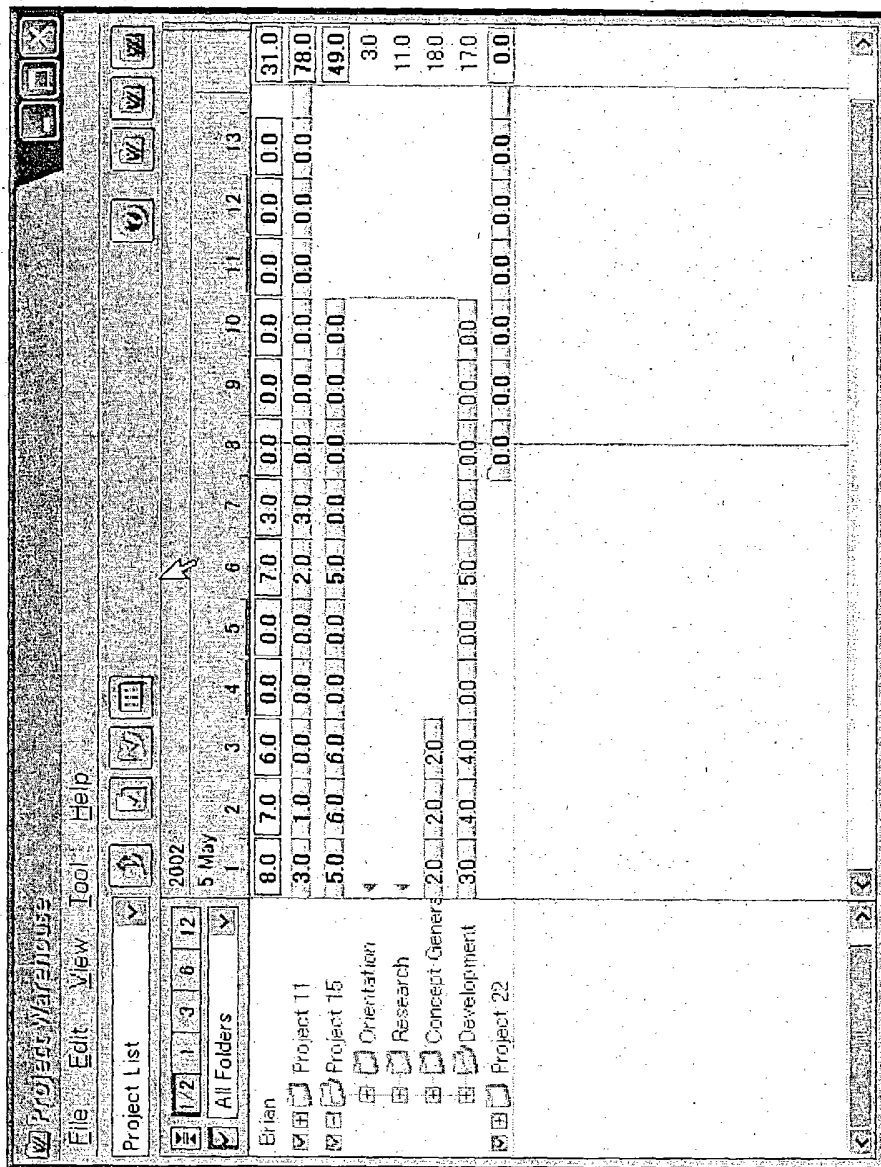 Projects Warehouse
File Edit View Tool Help
Project List
1/2 1 3 6 12 2002
All Folders 5 May
1 2 3 4 5 6 7 8 9 10 11 12 13
Brian 8.0 7.0 6.0 0.0 0.0 7.0 3.0 0.0 0.0 0.0 0.0 0.0 0.0 31.0
Project 11 3.0 1.0 0.0 0.0 0.0 2.0 3.0 0.0 0.0 0.0 0.0 0.0 0.0 78.0
Project 15 5.0 6.0 6.0 0.0 0.0 5.0 0.0 0.0 0.0 0.0 49.0
Orientation 3.0
Research 11.0
Concept Genera 2.0 2.0 2.0 18.0
Development 3.0 4.0 4.0 0.0 0.0 5.0 0.0 0.0 0.0 0.0 17.0
Project 22 0.0 0.0 0.0 0.0 0.0 0.0 0.0